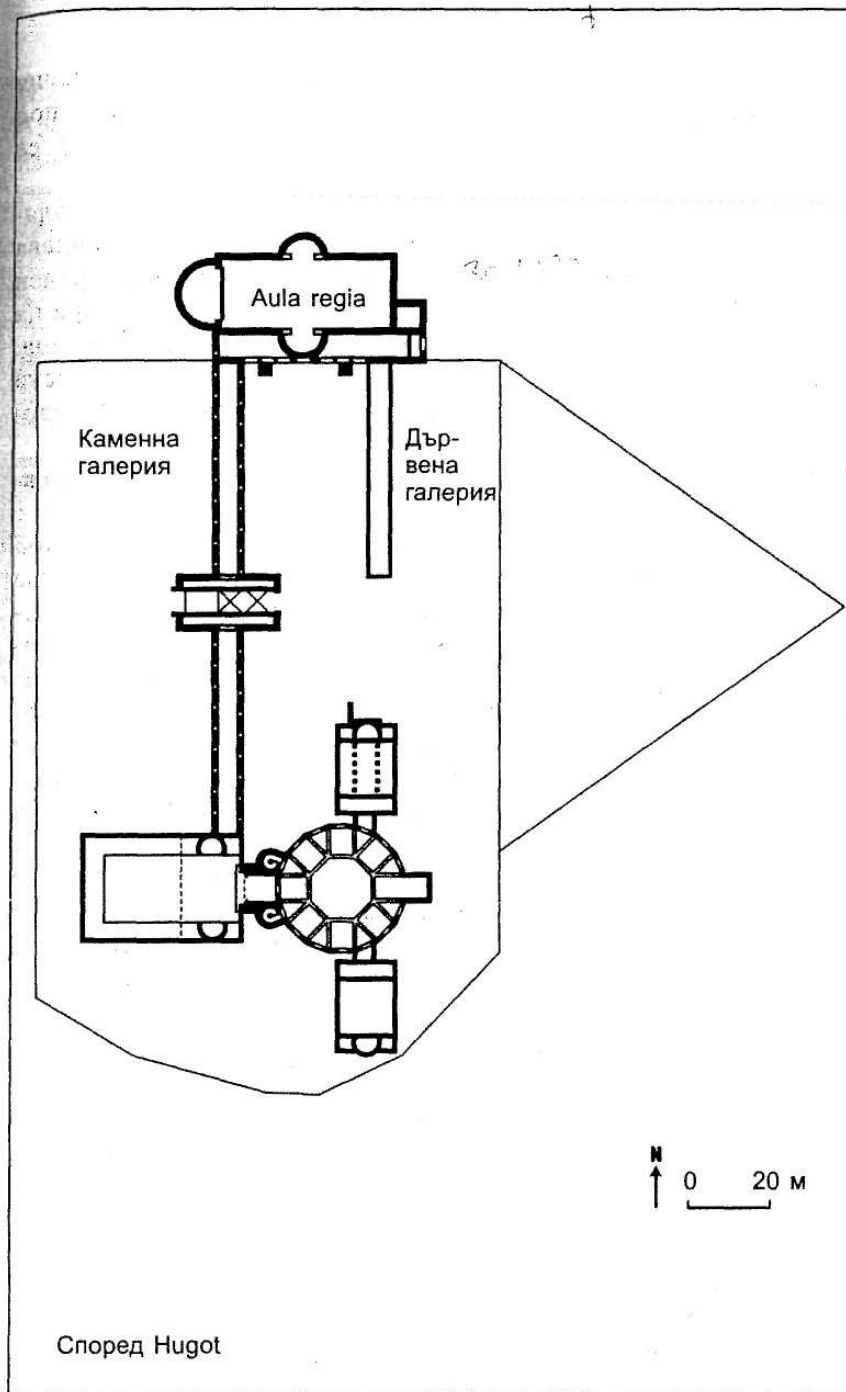 Aula regia
Каменна
галерия
Дър-
вена
галерия
N
0 20 м
Според Hugot